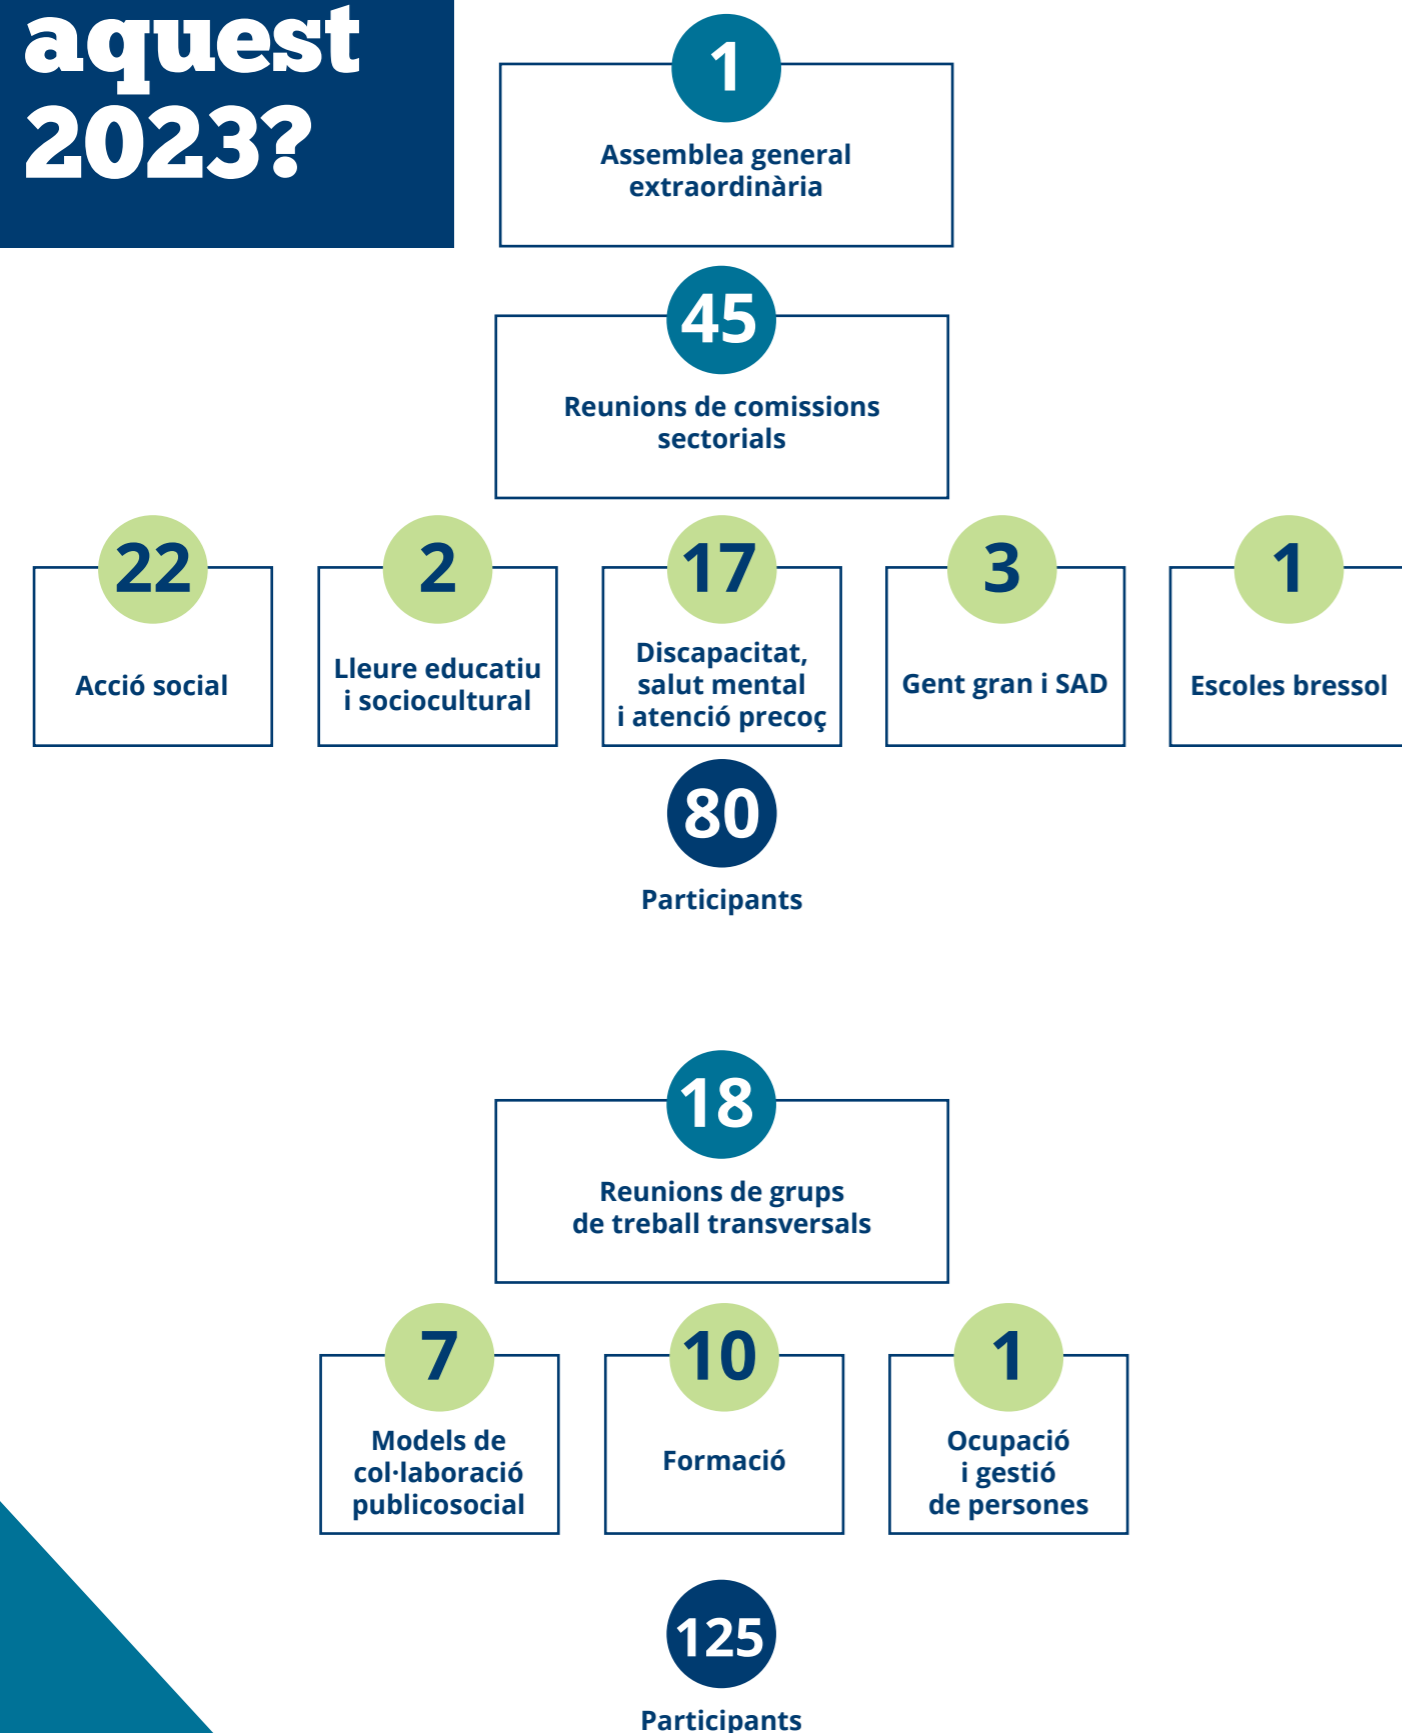 aquest
2023?
1
Assemblea general
extraordinària
45
Reunions de comissions
sectorials
22
Acció social
2
Lleure educatiu
i sociocultural
17
Discapacitat,
salut mental
i atenció precoç
3
Gent gran i SAD
1
Escoles bressol
80
Participants
18
Reunions de grups
de treball transversals
7
Models de
col·laboració
publicosocial
10
Formació
1
Ocupació
i gestió
de persones
125
Participants